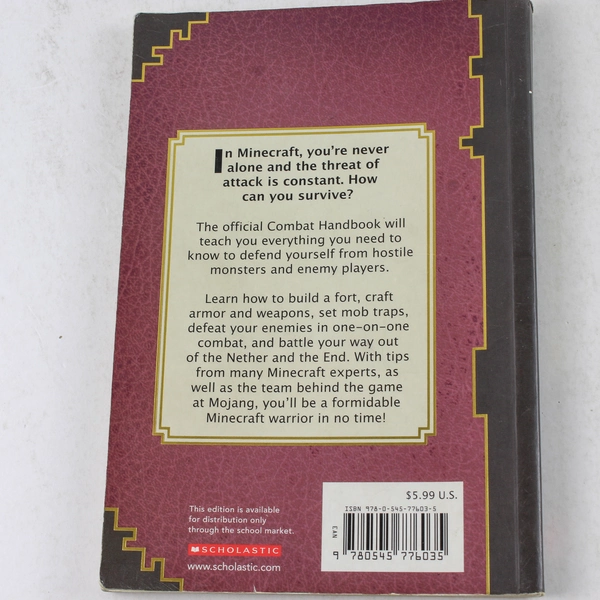 In Minecraft, you're never
alone and the threat of
attack is constant. How
can you survive?
The official Combat Handbook will
teach you everything you need to
know to defend yourself from hostile
monsters and enemy players.
Learn how to build a fort, craft
armor and weapons, set mob traps,
defeat your enemies in one-on-one
combat, and battle your way out
of the Nether and the End. With tips
from many Minecraft experts, as
well as the team behind the game
at Mojang, you'll be a formidable
Minecraft warrior in no time!
This edition is available
for distribution only
through the school market.
SCHOLASTIC
www.scholastic.com
$5.99 U.S.
ISBN 978-0-545-77603-5
EAN
9 780545 776035